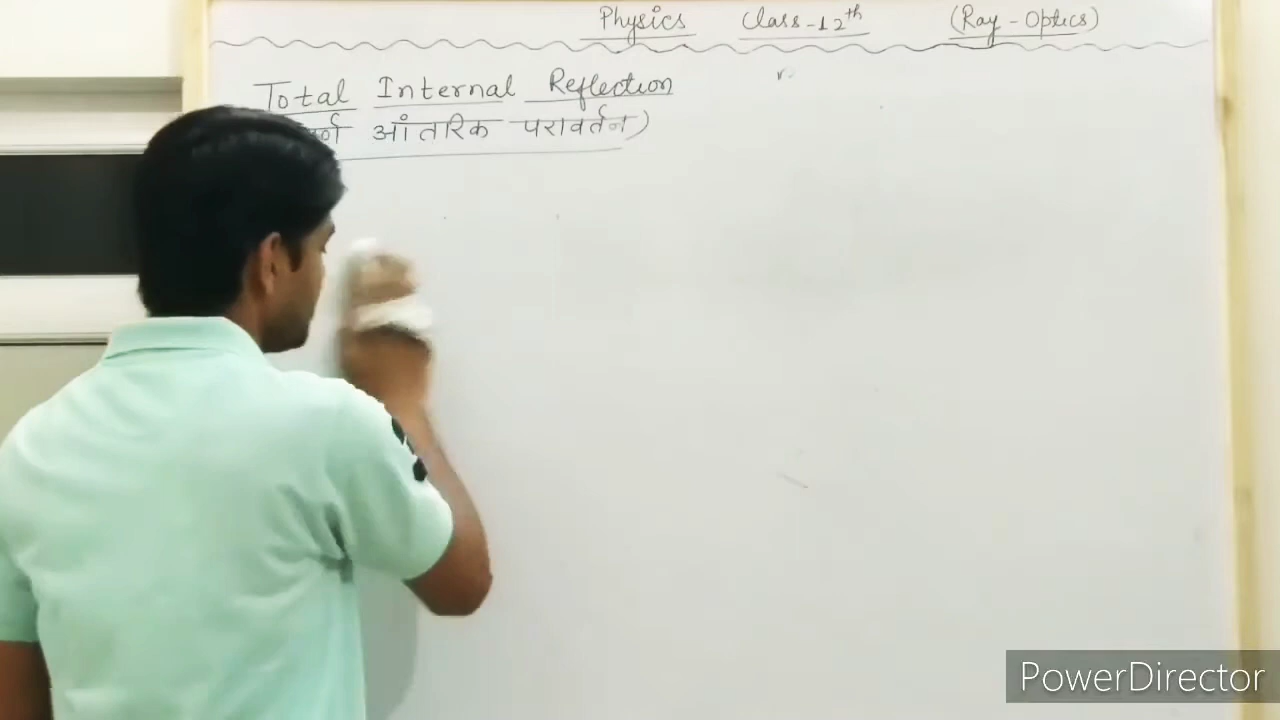 Physics Class-12th (Ray-Optics)
Total Internal Reflection
आंतरिक परावर्तन)
PowerDirector